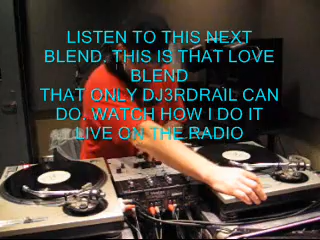 LISTEN TO THIS NEXT
BLEND. THIS IS THAT LOVE
BLEND
THAT ONLY DJ3RDRAIL CAN
DO. WATCH HOW I DO IT
LIVE ON THE RADIO